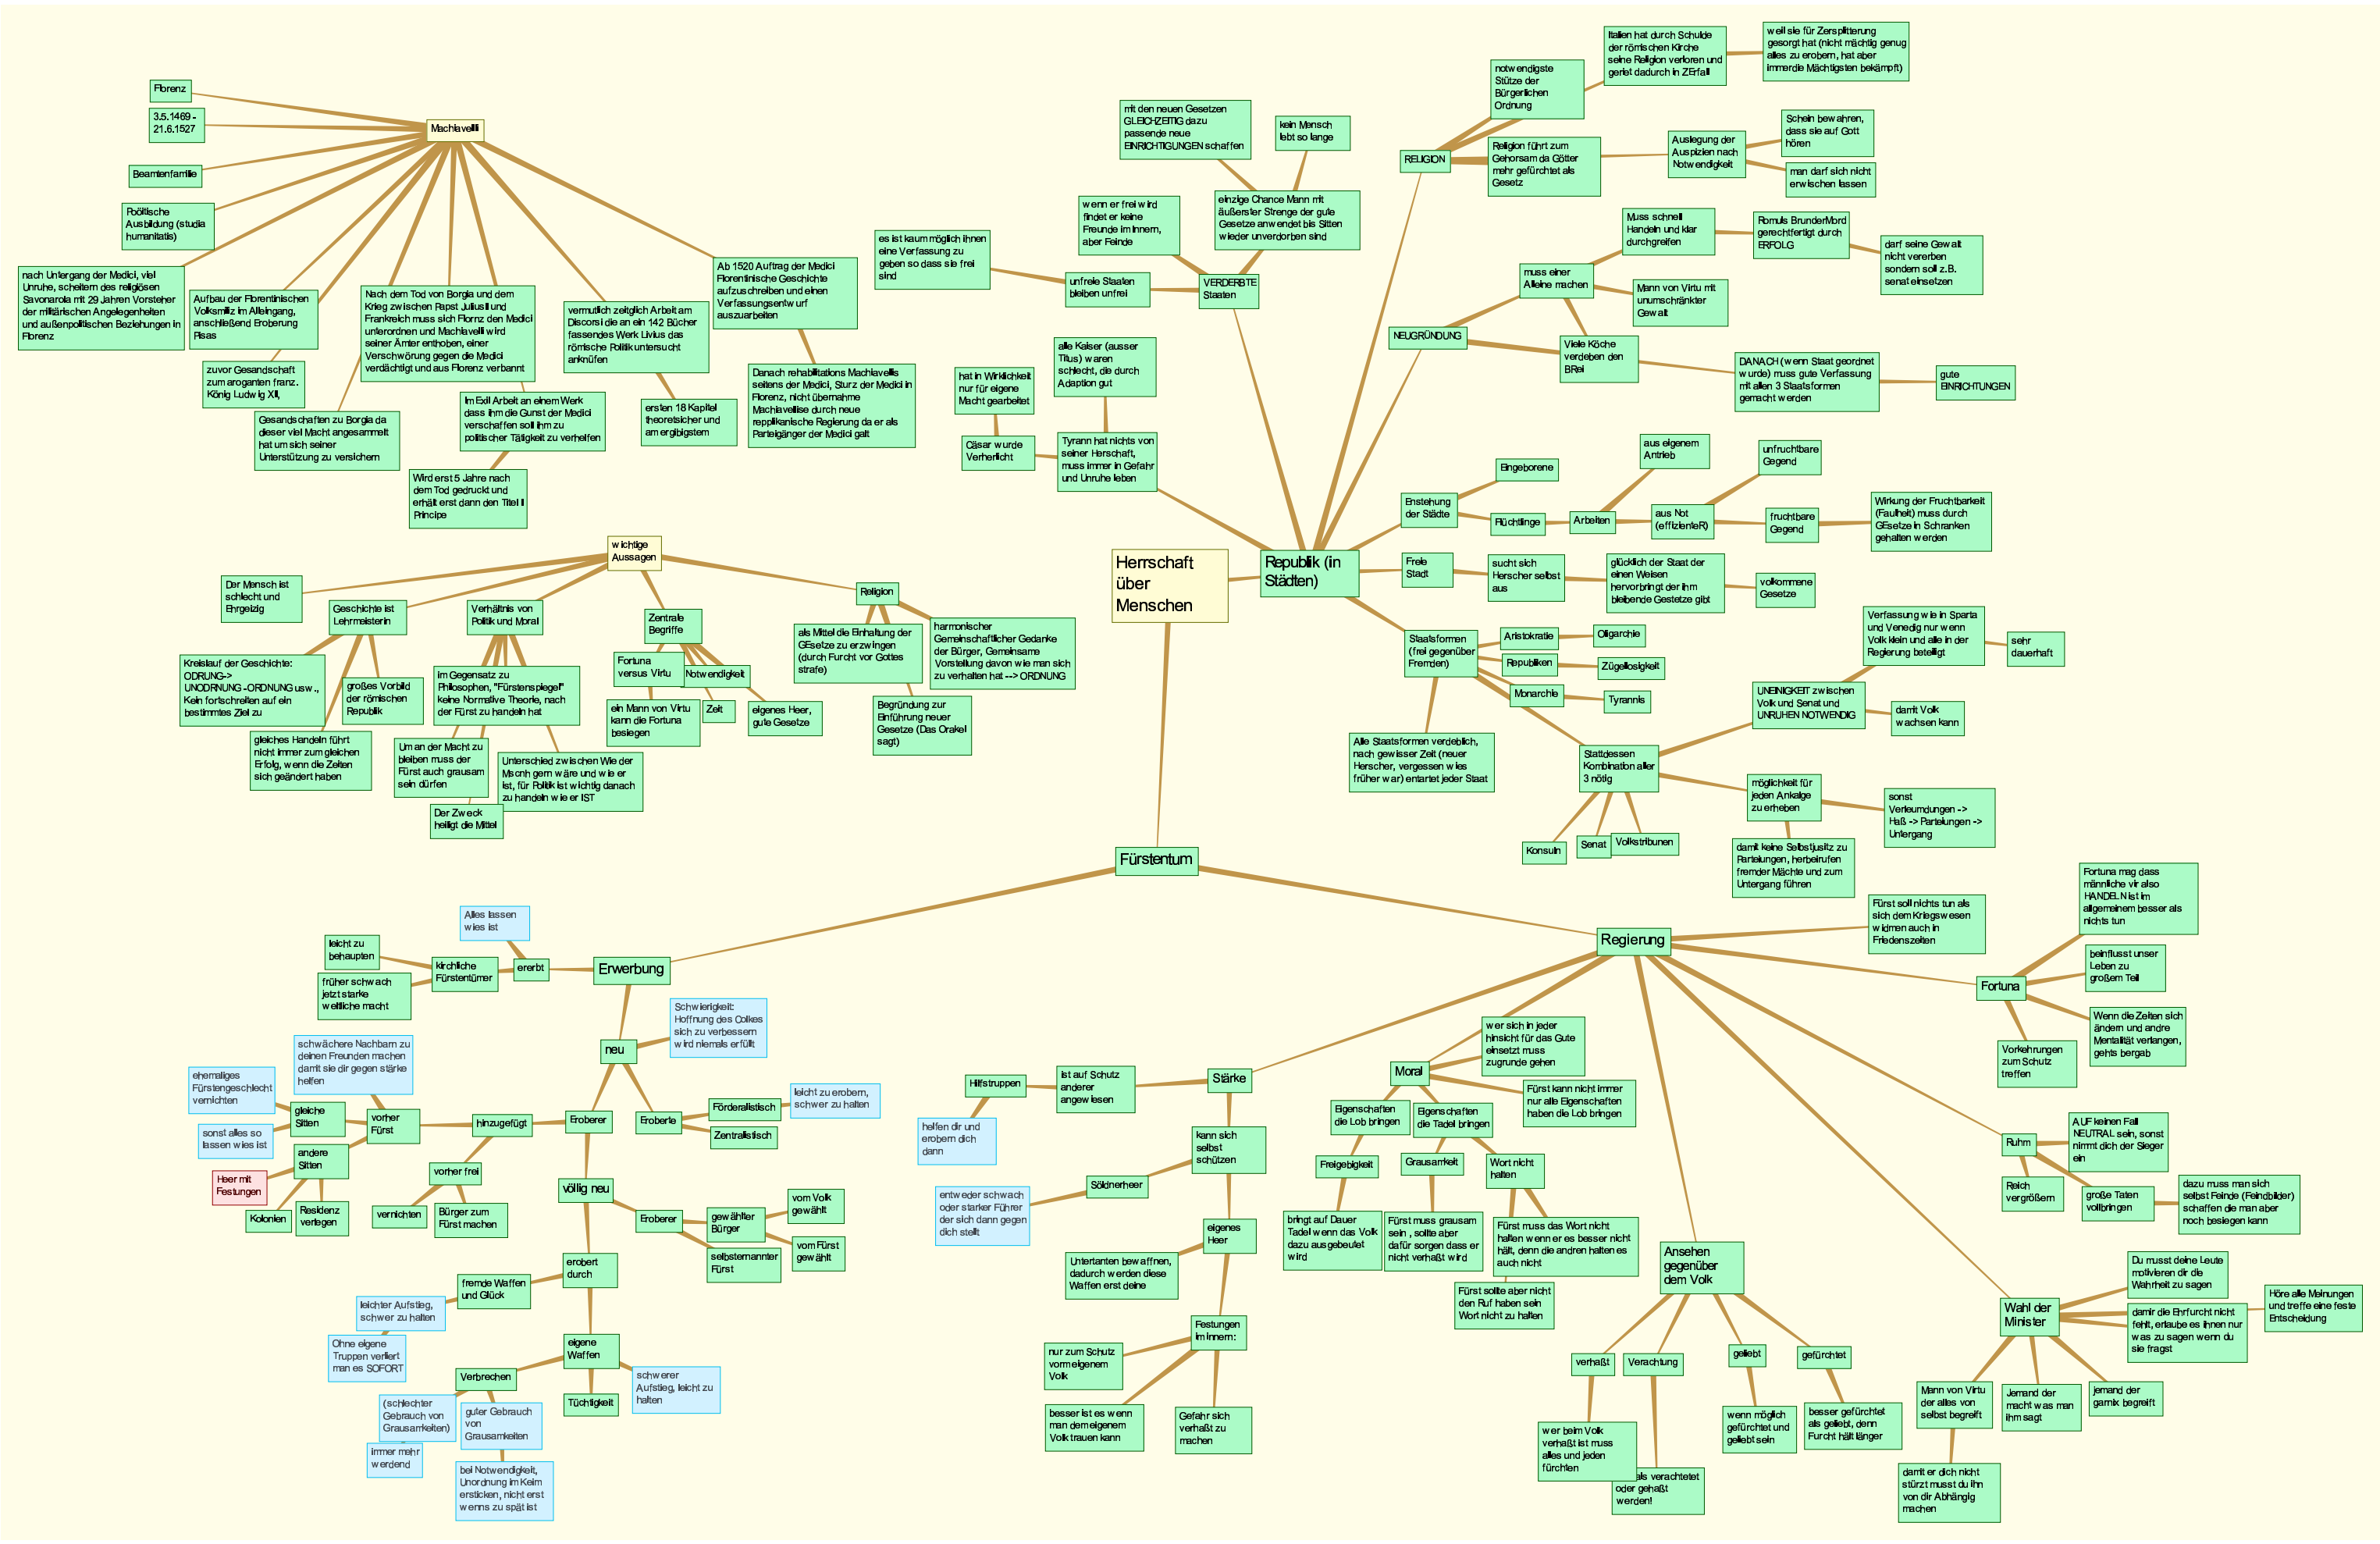 Florenz
3.5.1469 -
21.6.1527
Beamtenfamilie
Poölitische
Ausbildung (studia
humanitatis)
nach Untergang der Medici, viel
Unruhe, scheitern des religiösen
Savonarola mit 29 Jahren Vorsteher
der militärischen Angelegenheiten
und außenpolitischen Beziehungen in
Florenz
Machiavellli
Aufbau der Florentinischen
Volksmiliz im Alleingang,
anschließend Eroberung
Pisas
zuvor Gesandschaft
zum aroganten franz.
König Ludwig XII,
Gesandschaften zu Borgia da
dieser viel Macht angesammelt
hat um sich seiner
Unterstützung zu versichern
Nach dem Tod von Borgia und dem
Krieg zwischen Papst Julius II und
Frankreich muss sich Flornz den Medici
unterordnen und Machiavelli wird
seiner Ämter enthoben, einer
Verschwörung gegen die Medici
verdächtigt und aus Florenz verbannt
Im Exil Arbeit an einem Werk
dass ihm die Gunst der Medici
verschaffen soll ihm zu
politischer Tätigkeit zu verhelfen
Wird erst 5 Jahre nach
dem Tod gedruckt und
erhält erst dann den Titel Il
Principe
vermutlich zeitglich Arbeit am
Discorsi die an ein 142 Bücher
fassendes Werk Livius das
römische Politik untersucht
anknüfen
ersten 18 Kapitel
theoretsicher und
am ergibigstem
Ab 1520 Auftrag der Medici
Florentinische Geschichte
aufzuschreiben und einen
Verfassungsentwurf
auszuarbeiten
Danach rehabilitations Machiavellis
seitens der Medici, Sturz der Medici in
Florenz, nicht übernahme
Machiavellise durch neue
repplikanische Regierung da er als
Parteigänger der Medici galt
wichtige
Aussagen
Der Mensch ist
schlecht und
Ehrgeizig
Geschichte ist
Lehrmeisterin
Kreislauf der Geschichte:
ODRUNG->
UNODRNUNG-ORDNUNG usw.,
Kein fortschreiten auf ein
bestimmtes Ziel zu
großes Vorbild
der römischen
Republik
gleiches Handeln führt
nicht immer zum gleichen
Erfolg, wenn die Zeiten
sich geändert haben
Verhältnis von
Politik und Moral
im Gegensatz zu
Philosophen, "Fürstenspiegel"
keine Normative Theorie, nach
der Fürst zu handeln hat
Um an der Macht zu
bleiben muss der
Fürst auch grausam
sein dürfen
Unterschied zwischen Wie der
Mscnh gern wäre und wie er
ist, für Politik ist wichtig danach
zu handeln wie er IST
Der Zweck
heiligt die Mittel
Zentrale
Begriffe
Fortuna
versus Virtu
Notwendigkeit
ein Mann von Virtu
kann die Fortuna
besiegen
Zeit
eigenes Heer,
gute Gesetze
Religion
als Mittel die Einhaltung der
GEsetze zu erzwingen
(durch Furcht vor Gottes
strafe)
harmonischer
Gemeinschaftlicher Gedanke
der Bürger, Gemeinsame
Vorstellung davon wie man sich
zu verhalten hat --> ORDNUNG
Begründung zur
Einführung neuer
Gesetze (Das Orakel
sagt)
Herrschaft
über
Menschen
Republik (in
Städten)
RELIGION
notwendigste
Stütze der
Bürgerlichen
Ordnung
Italien hat durch Schulde
der römischen Kirche
seine Religion verloren und
geriet dadurch in ZErfall
weil sie für Zersplitterung
gesorgt hat (nicht mächtig genug
alles zu erobern, hat aber
immerdie Mächtigsten bekämpft)
Religion führt zum
Gehorsam da Götter
mehr gefürchtet als
Gesetz
Auslegung der
Auspizien nach
Notwendigkeit
Schein bewahren,
dass sie auf Gott
hören
man darf sich nicht
erwischen lassen
VERDERBTE
Staaten
mit den neuen Gesetzen
GLEICHZEITIG dazu
passende neue
EINRICHTIGUNGEN schaffen
kein Mensch
lebt so lange
einzige Chance Mann mit
äußerster Strenge der gute
Gesetze anwendet bis Sitten
wieder unverdorben sind
wenn er frei wird
findet er keine
Freunde im Innern,
aber Feinde
es ist kaum möglich ihnen
eine Verfassung zu
geben so dass sie frei
sind
unfreie Staaten
bleiben unfrei
alle Kaiser (ausser
Titus) waren
schlecht, die durch
Adaption gut
hat in Wirklichkeit
nur für eigene
Macht gearbeitet
Cäsar wurde
Verherlicht
Tyrann hat nichts von
seiner Herschaft,
muss immer in Gefahr
und Unruhe leben
NEUGRÜNDUNG
muss einer
Alleine machen
Muss schnell
Handeln und klar
durchgreifen
Romuls BrunderMord
gerechtfertigt durch
ERFOLG
darf seine Gewalt
nicht vererben
sondern soll z.B.
senat einsetzen
Mann von Virtu mit
unumschränkter
Gewalt
Viele Köche
verdeben den
BRei
DANACH (wenn Staat geordnet
wurde) muss gute Verfassung
mit allen 3 Staatsformen
gemacht werden
gute
EINRICHTUNGEN
Enstehung
der Städte
Eingeborene
Flüchtlinge
Arbeiten
aus eigenem
Antrieb
aus Not
(effizienteR)
unfruchtbare
Gegend
fruchtbare
Gegend
Wirkung der Fruchtbarkeit
(Faulheit) muss durch
GEsetze in Schranken
gehalten werden
Freie
Stadt
sucht sich
Herscher selbst
aus
glücklich der Staat der
einen Weisen
hervorbringt der ihm
bleibende Gestetze gibt
volkommene
Gesetze
Staatsformen
(frei gegenüber
Fremden)
Aristokratie
Oligarchie
Republiken
Zügellosigkeit
Monarchie
Tyrannis
Alle Staatsformen verdeblich,
nach gewisser Zeit (neuer
Herscher, vergessen wies
früher war) entartet jeder Staat
Stattdessen
Kombination aller
3 nötig
Konsuln
Senat
Volkstribunen
UNEINIGKEIT zwischen
Volk und Senat und
UNRUHEN NOTWENDIG
Verfassung wie in Sparta
und Venedig nur wenn
Volk klein und alle in der
Regierung beteiligt
sehr
dauerhaft
damit Volk
wachsen kann
möglichkeit für
jeden Ankalge
zu erheben
sonst
Verleumdungen ->
Haß -> Parteiungen ->
Untergang
damit keine Selbstjusitz zu
Parteiungen, herbeirufen
fremder Mächte und zum
Untergang führen
Fürstentum
Erwerbung
ererbt
Alles lassen
wies ist
kirchliche
Fürstentümer
leicht zu
behaupten
früher schwach
jetzt starke
weltliche macht
neu
Schwierigkeit:
Hoffnung des Colkes
sich zu verbessern
wird niemals erfüllt
Eroberer
Eroberte
Förderalistisch
leicht zu erobern,
schwer zu halten
Zentralistisch
hinzugefügt
vorher
Fürst
schwächere Nachbarn zu
deinen Freunden machen
damit sie dir gegen stärke
helfen
gleiche
Sitten
ehemaliges
Fürstengeschlecht
vernichten
sonst alles so
lassen wies ist
andere
Sitten
Heer mit
Festungen
Kolonien
Residenz
verlegen
vorher frei
vernichten
Bürger zum
Fürst machen
völlig neu
Eroberer
gewählter
Bürger
vom Volk
gewählt
vom Fürst
gewählt
selbsternannter
Fürst
erobert
durch
fremde Waffen
und Glück
leichter Aufstieg,
schwer zu halten
Ohne eigene
Truppen verliert
man es SOFORT
eigene
Waffen
schwerer
Aufstieg, leicht zu
halten
Tüchtigkeit
Verbrechen
(schlechter
Gebrauch von
Grausamkeiten)
immer mehr
werdend
guter Gebrauch
von
Grausamkeiten
bei Notwendigkeit,
Unordnung im Keim
ersticken, nicht erst
wenns zu spät ist
Regierung
Fürst soll nichts tun als
sich dem Kriegswesen
widmen auch in
Friedenszeiten
Fortuna
Fortuna mag dass
männliche vir also
HANDELN ist im
allgemeinem besser als
nichts tun
beinflusst unser
Leben zu
großem Teil
Wenn die Zeiten sich
ändern und andre
Mentalität verlangen,
gehts bergab
Vorkehrungen
zum Schutz
treffen
Stärke
ist auf Schutz
anderer
angewiesen
Hilfstruppen
helfen dir und
erobern dich
dann
kann sich
selbst
schützen
Söldnerheer
entweder schwach
oder starker Führer
der sich dann gegen
dich stellt
eigenes
Heer
Untertanten bewaffnen,
dadurch werden diese
Waffen erst deine
Festungen
im Innern:
nur zum Schutz
vorm eigenem
Volk
besser ist es wenn
man dem eigenem
Volk trauen kann
Gefahr sich
verhaßt zu
machen
Moral
wer sich in jeder
hinsicht für das Gute
einsetzt muss
zugrunde gehen
Fürst kann nicht immer
nur alle Eigenschaften
haben die Lob bringen
Eigenschaften
die Lob bringen
Freigebigkeit
bringt auf Dauer
Tadel wenn das Volk
dazu ausgebeutet
wird
Eigenschaften
die Tadel bringen
Grausamkeit
Fürst muss grausam
sein , sollte aber
dafür sorgen dass er
nicht verhaßt wird
Wort nicht
halten
Fürst muss das Wort nicht
halten wenn er es besser nicht
hält, denn die andren halten es
auch nicht
Fürst sollte aber nicht
den Ruf haben sein
Wort nicht zu halten
Ansehen
gegenüber
dem Volk
verhaßt
wer beim Volk
verhaßt ist muss
alles und jeden
fürchten
Verachtung
als verachtetet
oder gehaßt
werden!
geliebt
wenn möglich
gefürchtet und
geliebt sein
gefürchtet
besser gefürchtet
als geliebt, denn
Furcht hält länger
Ruhm
AUF keinen Fall
NEUTRAL sein, sonst
nimmt dich der Sieger
ein
Reich
vergrößern
große Taten
vollbringen
dazu muss man sich
selbst Feinde (Feindbilder)
schaffen die man aber
noch besiegen kann
Wahl der
Minister
Du musst deine Leute
motivieren dir die
Wahrheit zu sagen
damir die Ehrfurcht nicht
fehlt, erlaube es ihnen nur
was zu sagen wenn du
sie fragst
Höre alle Meinungen
und treffe eine feste
Entscheidung
Mann von Virtu
der alles von
selbst begreift
damit er dich nicht
stürzt musst du ihn
von dir Abhängig
machen
Jemand der
macht was man
ihm sagt
jemand der
garnix begreift